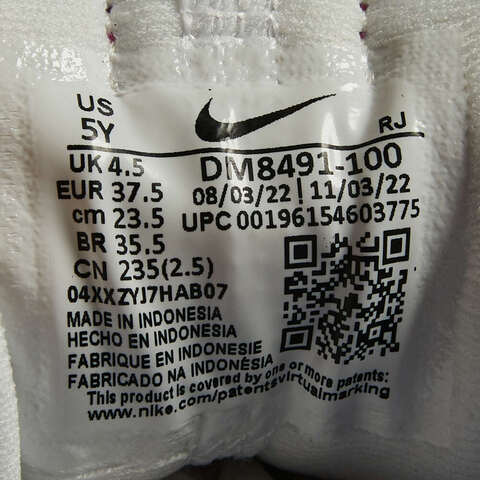 US
5Y
RJ
UK 4.5
DM8491-100
EUR 37.5
08/03/22 | 11/03/22
cm 23.5
UPC 00196154603775
BR 35.5
CN 235(2.5)
04XXZYJ7HAB07
MADE IN INDONESIA
HECHO EN INDONESIA
FABRIQUE EN INDONESIE
FABRICADO NA INDONÉSIA
This product is covered by one or more patents:
www.nike.com/patentsvirtualmarking